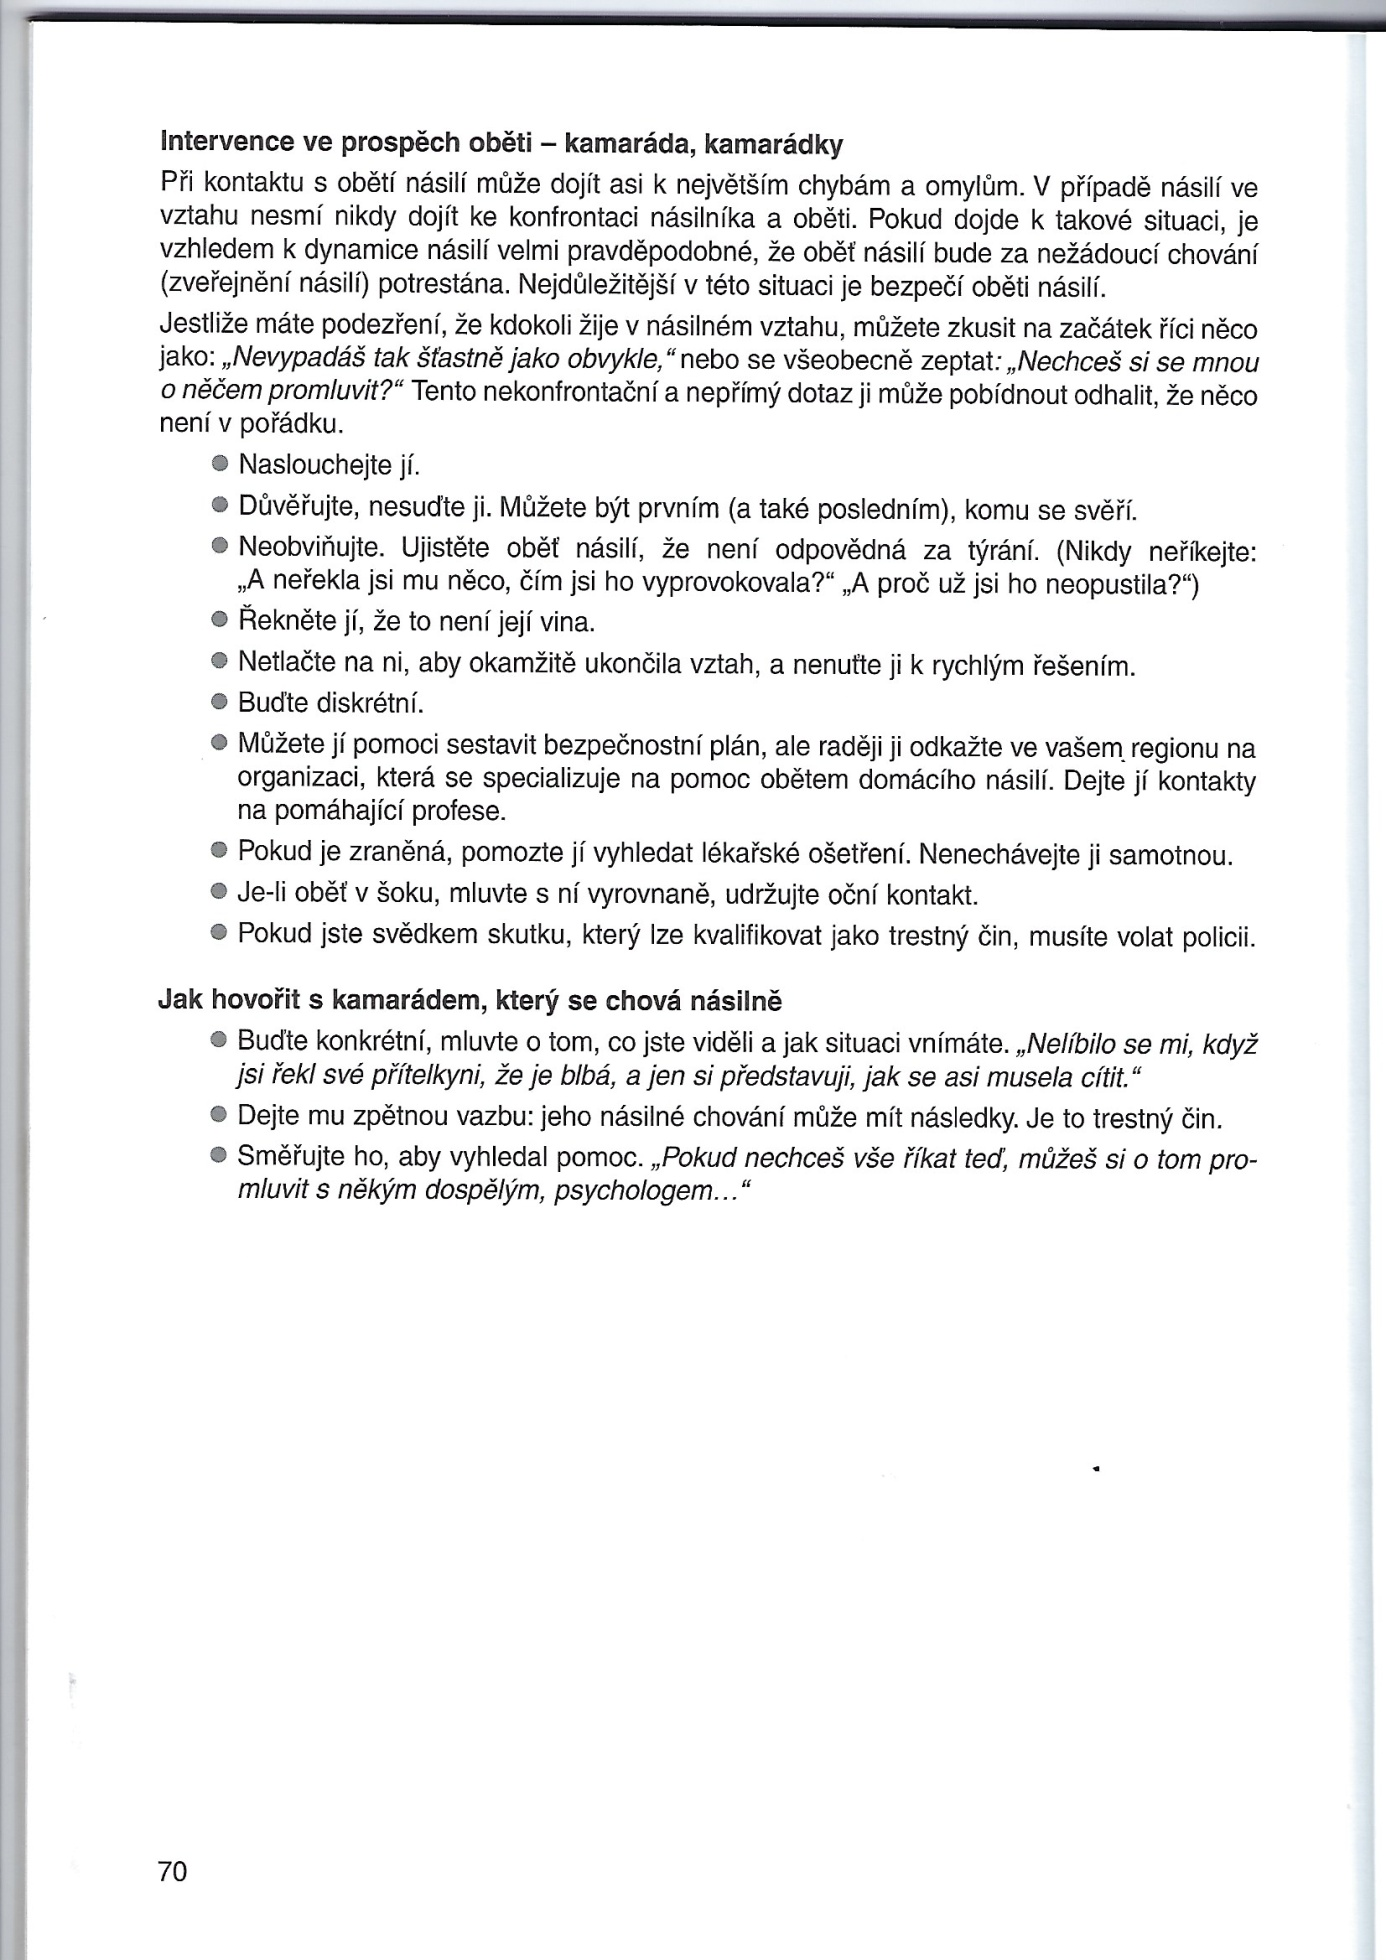 Intervence ve prospěch oběti – kamaráda, kamarádky
Při kontaktu s obětí násilí může dojít asi k největším chybám a omylům. V případě násilí ve
vztahu nesmí nikdy dojít ke konfrontaci násilníka a oběti. Pokud dojde k takové situaci, je
vzhledem k dynamice násilí velmi pravděpodobné, že oběť násilí bude za nežádoucí chování
(zveřejnění násilí) potrestána. Nejdůležitější v této situaci je bezpečí oběti násilí.
Jestliže máte podezření, že kdokoli žije v násilném vztahu, můžete zkusit na začátek říci něco
jako: „Nevypadáš tak šťastně jako obvykle,“ nebo se všeobecně zeptat: „Nechceš si se mnou
o něčem promluvit?“ Tento nekonfrontační a nepřímý dotaz ji může pobídnout odhalit, že něco
není v pořádku.
● Naslouchejte jí.
● Důvěřujte, nesuďte ji. Můžete být prvním (a také posledním), komu se svěří.
● Neobviňujte. Ujistěte oběť násilí, že není odpovědná za týrání. (Nikdy neříkejte:
„A neřekla jsi mu něco, čím jsi ho vyprovokovala?“ „A proč už jsi ho neopustila?“)
● Řekněte jí, že to není její vina.
● Netlačte na ni, aby okamžitě ukončila vztah, a nenuťte ji k rychlým řešením.
● Buďte diskrétní.
● Můžete jí pomoci sestavit bezpečnostní plán, ale raději ji odkažte ve vašem regionu na
organizaci, která se specializuje na pomoc obětem domácího násilí. Dejte jí kontakty
na pomáhající profese.
● Pokud je zraněná, pomozte jí vyhledat lékařské ošetření. Nenechávejte ji samotnou.
● Je-li oběť v šoku, mluvte s ní vyrovnaně, udržujte oční kontakt.
● Pokud jste svědkem skutku, který lze kvalifikovat jako trestný čin, musíte volat policii.
Jak hovořit s kamarádem, který se chová násilně
● Buďte konkrétní, mluvte o tom, co jste viděli a jak situaci vnímáte. „Nelíbilo se mi, když
jsi řekl své přítelkyni, že je blbá, a jen si představuji, jak se asi musela cítit.“
● Dejte mu zpětnou vazbu: jeho násilné chování může mít následky. Je to trestný čin.
● Směřujte ho, aby vyhledal pomoc. „Pokud nechceš vše říkat teď, můžeš si o tom pro-
mluvit s někým dospělým, psychologem…“
70